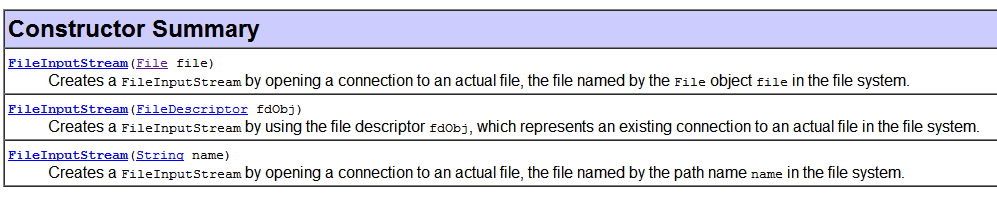 Constructor Summary
FileInputStream(File file)
Creates a FileInputStream by opening a connection to an actual file, the file named by the File object file in the file system.
FileInputStream(FileDescriptor fdObj)
Creates a FileInputStream by using the file descriptor fdObj, which represents an existing connection to an actual file in the file system.
FileInputStream(String name)
Creates a FileInputStream by opening a connection to an actual file, the file named by the path name name in the file system.